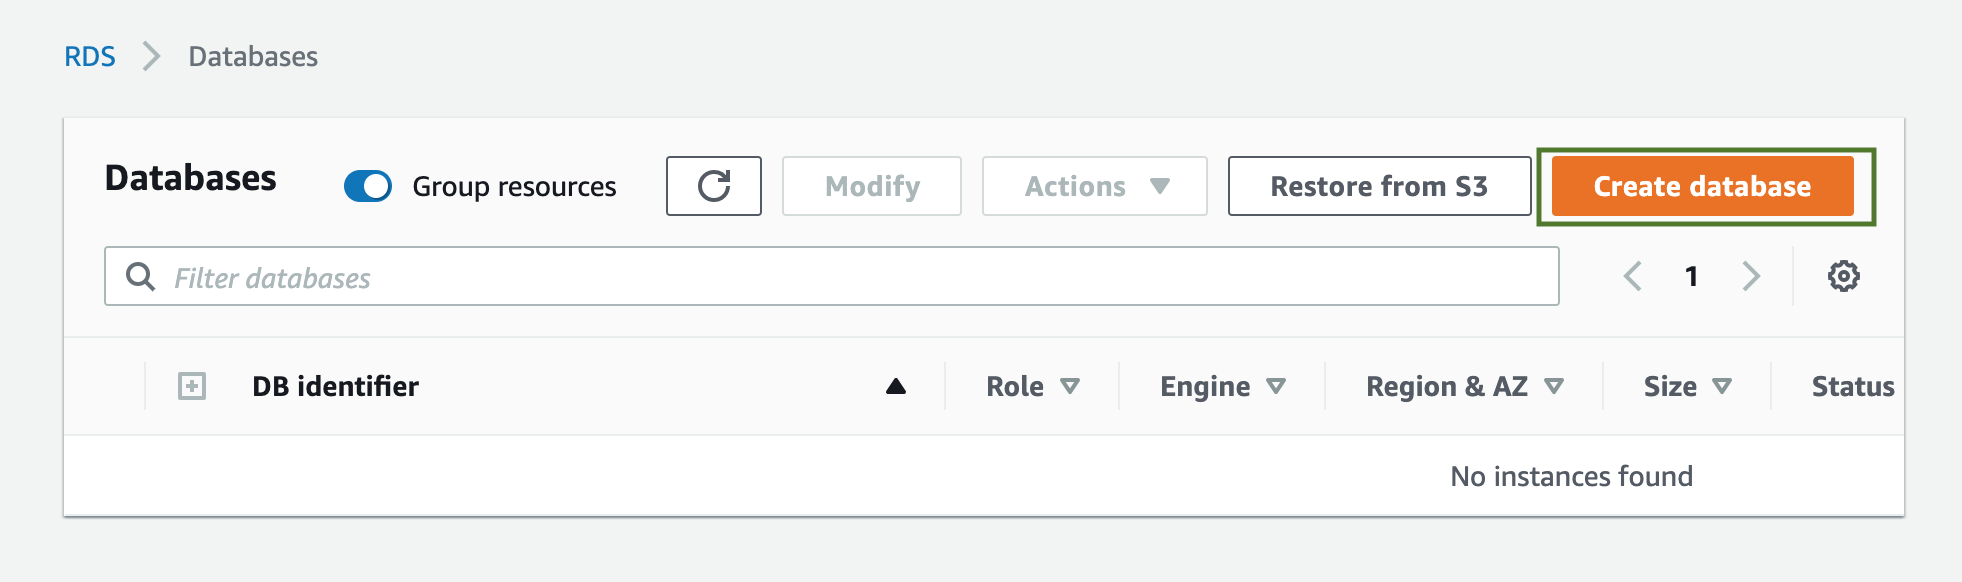 RDS > Databases
Databases Group resources Modify Actions Restore from S3 Create database
Filter databases 1
DB identifier Role Engine Region & AZ Size Status
No instances found